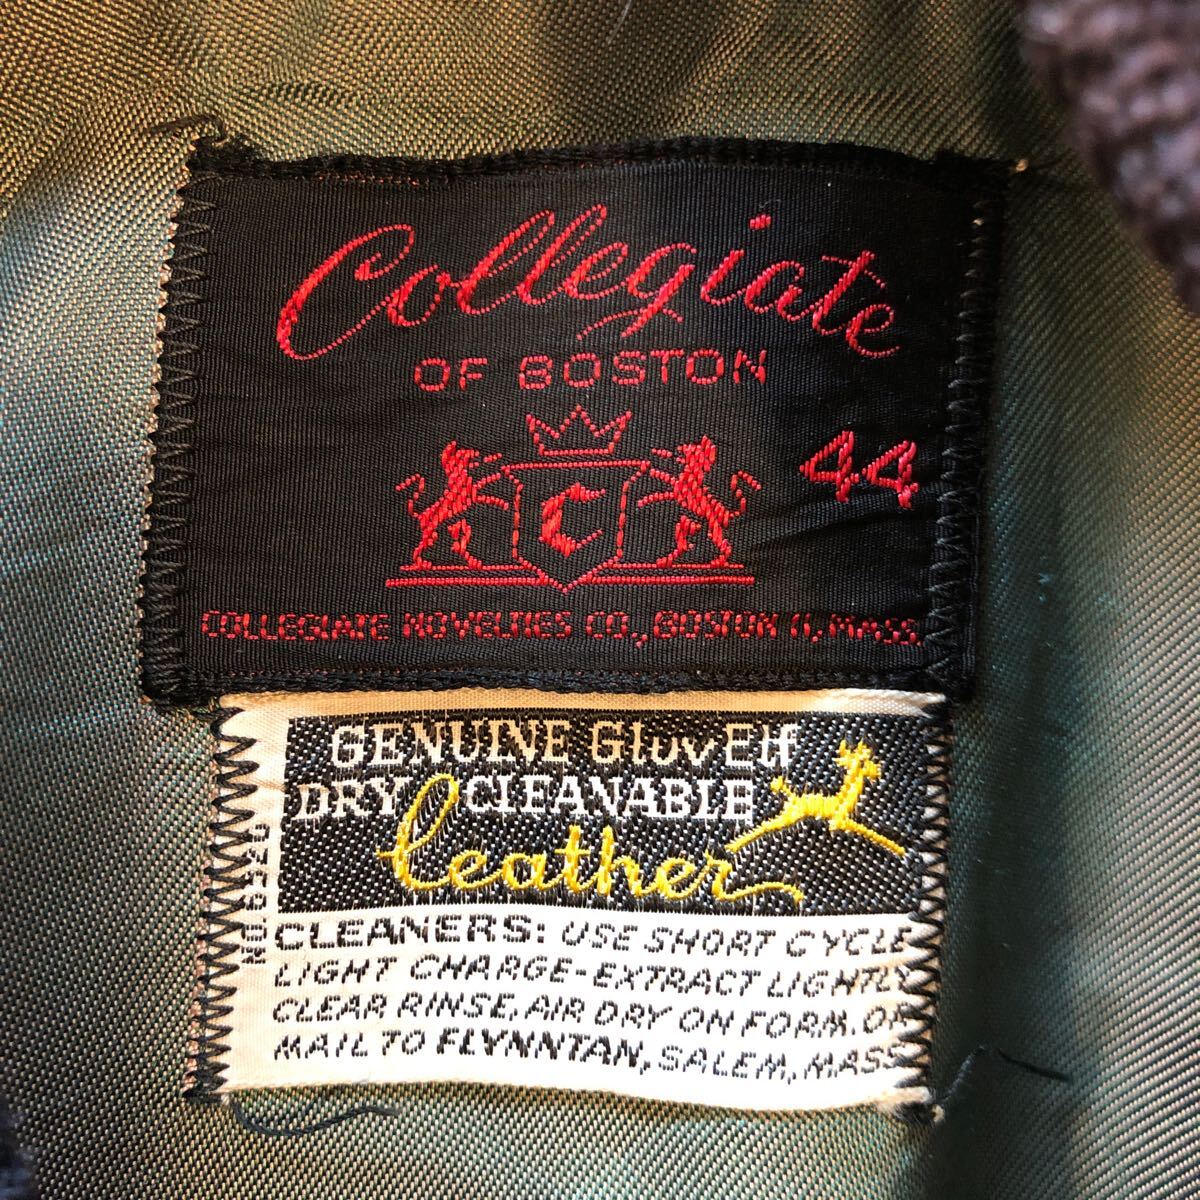 Collegiate
OF BOSTON
44
C
COLLEGIATE NOVELTIES CO., BOSTON 11, MASS.
GENUINE GluvElf
DRY CLEANABLE
leather
CLEANERS: USE SHORT CYCLE
LIGHT CHARGE-EXTRACT LIGHTLY
CLEAR RINSE, AIR DRY ON FORM. OR
MAIL TO FLYNNTAN, SALEM, MASS.